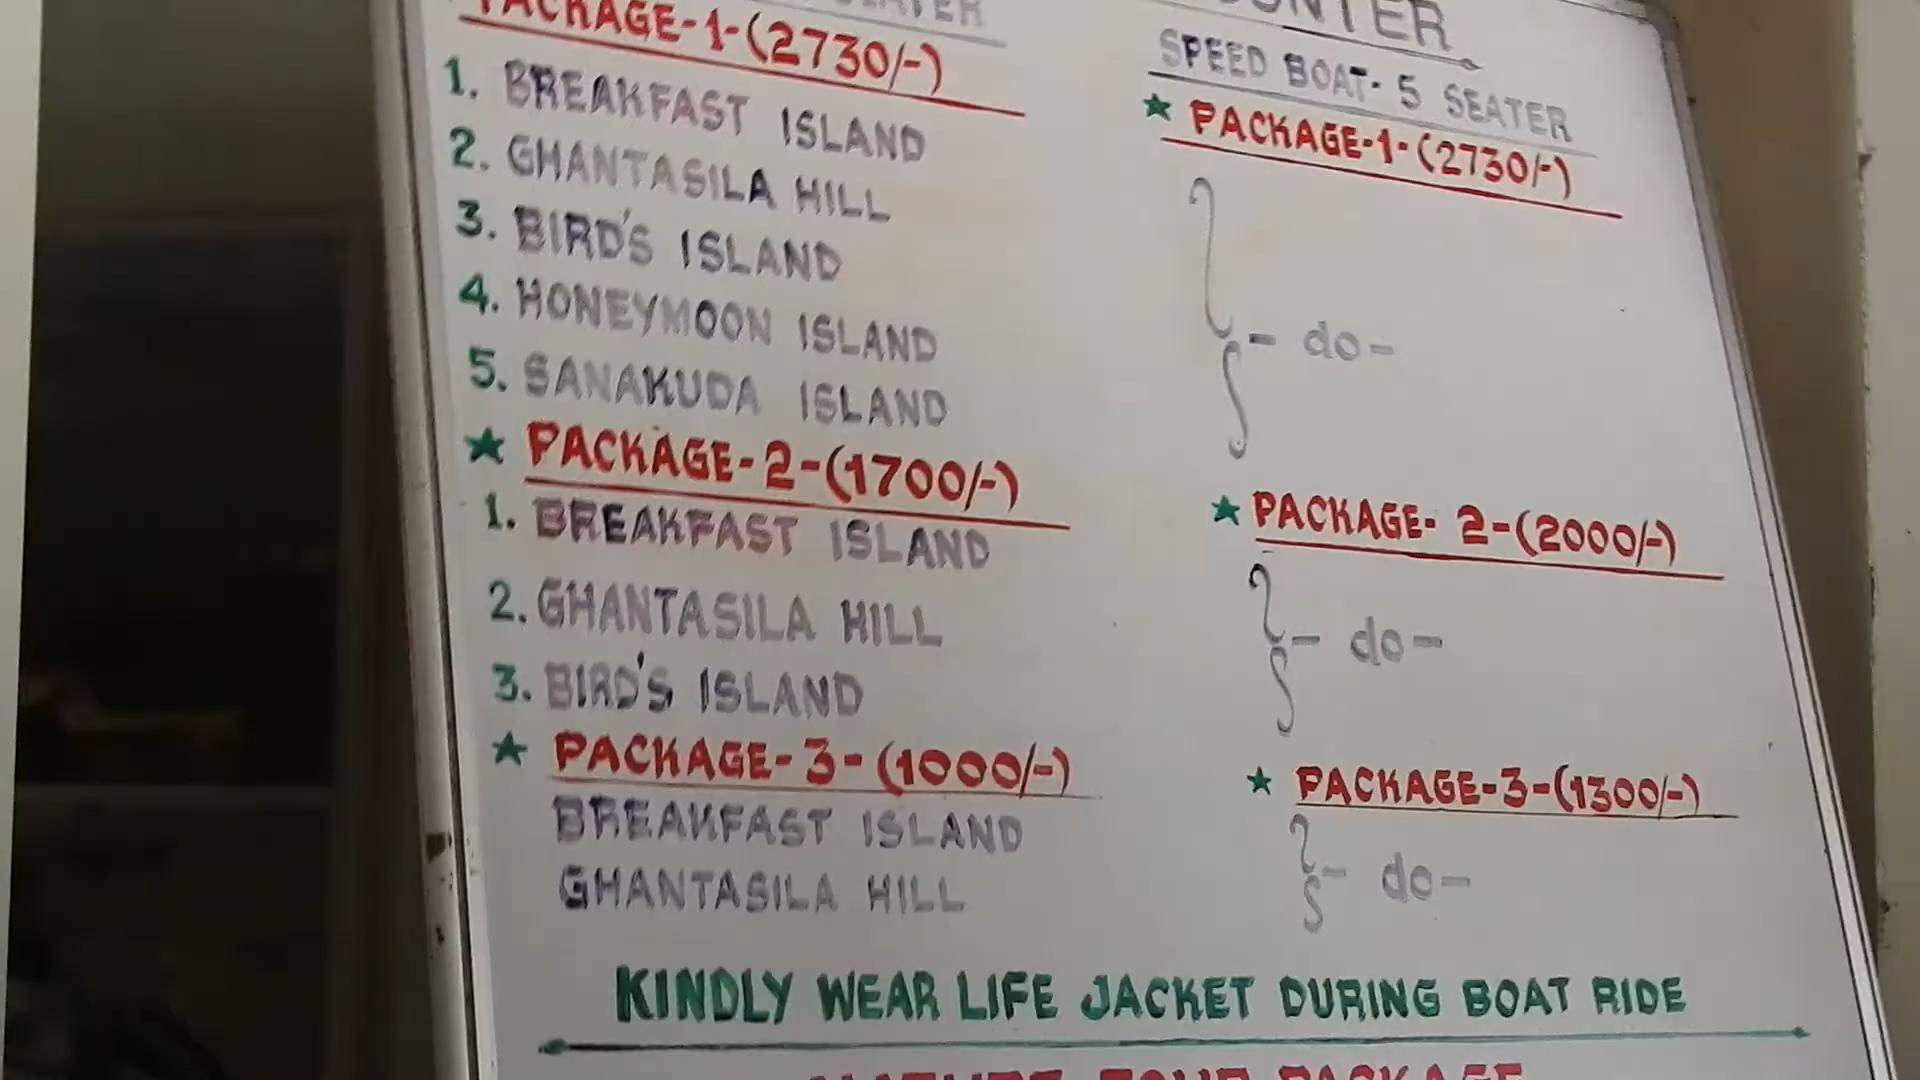 PACKAGE-1-(2730/-)
1. BREAKFAST ISLAND
2. GHANTASILA HILL
3. BIRD'S ISLAND
4. HONEYMOON ISLAND
5. SANAKUDA ISLAND
★ PACKAGE-2-(1700/-)
1. BREAKFAST ISLAND
2. GHANTASILA HILL
3. BIRD'S ISLAND
★ PACKAGE-3-(1000/-)
BREAKFAST ISLAND
GHANTASILA HILL
SPEED BOAT- 5 SEATER
★ PACKAGE-1-(2730/-)
- do -
★ PACKAGE- 2-(2000/-)
- do -
★ PACKAGE-3-(1300/-)
- do -
KINDLY WEAR LIFE JACKET DURING BOAT RIDE